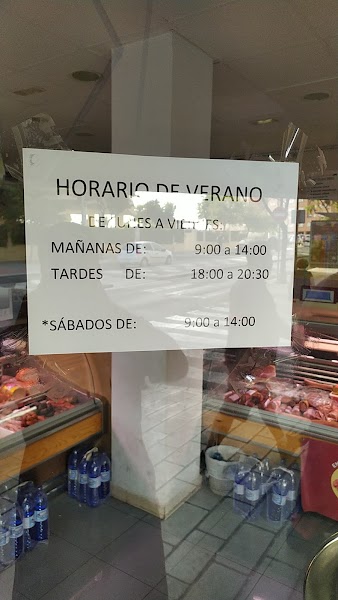 HORARIO DE VERANO
DE LUNES A VIERNES:
MAÑANAS DE: 9:00 a 14:00
TARDES DE: 18:00 a 20:30
*SÁBADOS DE: 9:00 a 14:00